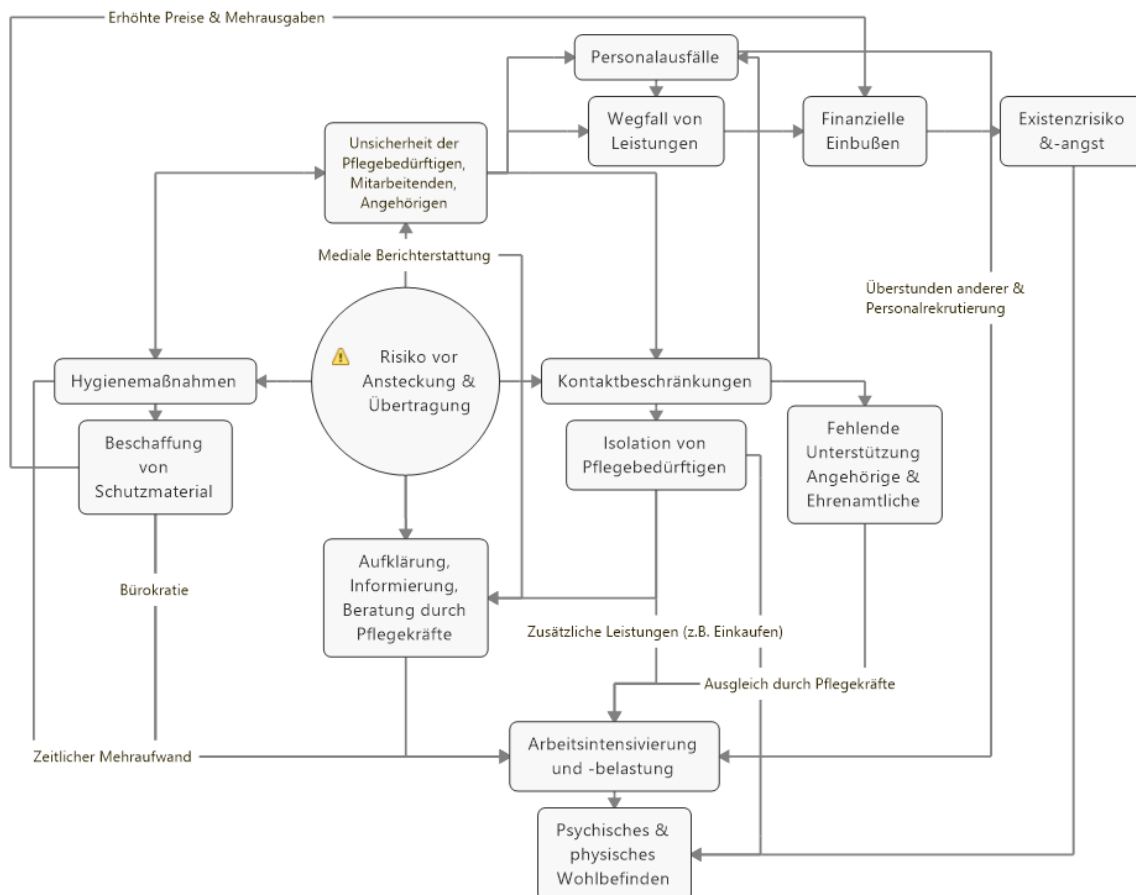 Erhöhte Preise & Mehrausgaben
Personalausfälle
Wegfall von
Leistungen
Finanzielle
Einbußen
Existenzrisiko
&-angst
Unsicherheit der
Pflegebedürftigen,
Mitarbeitenden,
Angehörigen
Mediale Berichterstattung
Überstunden anderer &
Personalrekrutierung
Risiko vor
Ansteckung &
Übertragung
Hygienemaßnahmen
Kontaktbeschränkungen
Beschaffung
von
Schutzmaterial
Isolation von
Pflegebedürftigen
Fehlende
Unterstützung
Angehörige &
Ehrenamtliche
Aufklärung,
Informierung,
Beratung durch
Pflegekräfte
Bürokratie
Zusätzliche Leistungen (z.B. Einkaufen)
Ausgleich durch Pflegekräfte
Zeitlicher Mehraufwand
Arbeitsintensivierung
und -belastung
Psychisches &
physisches
Wohlbefinden